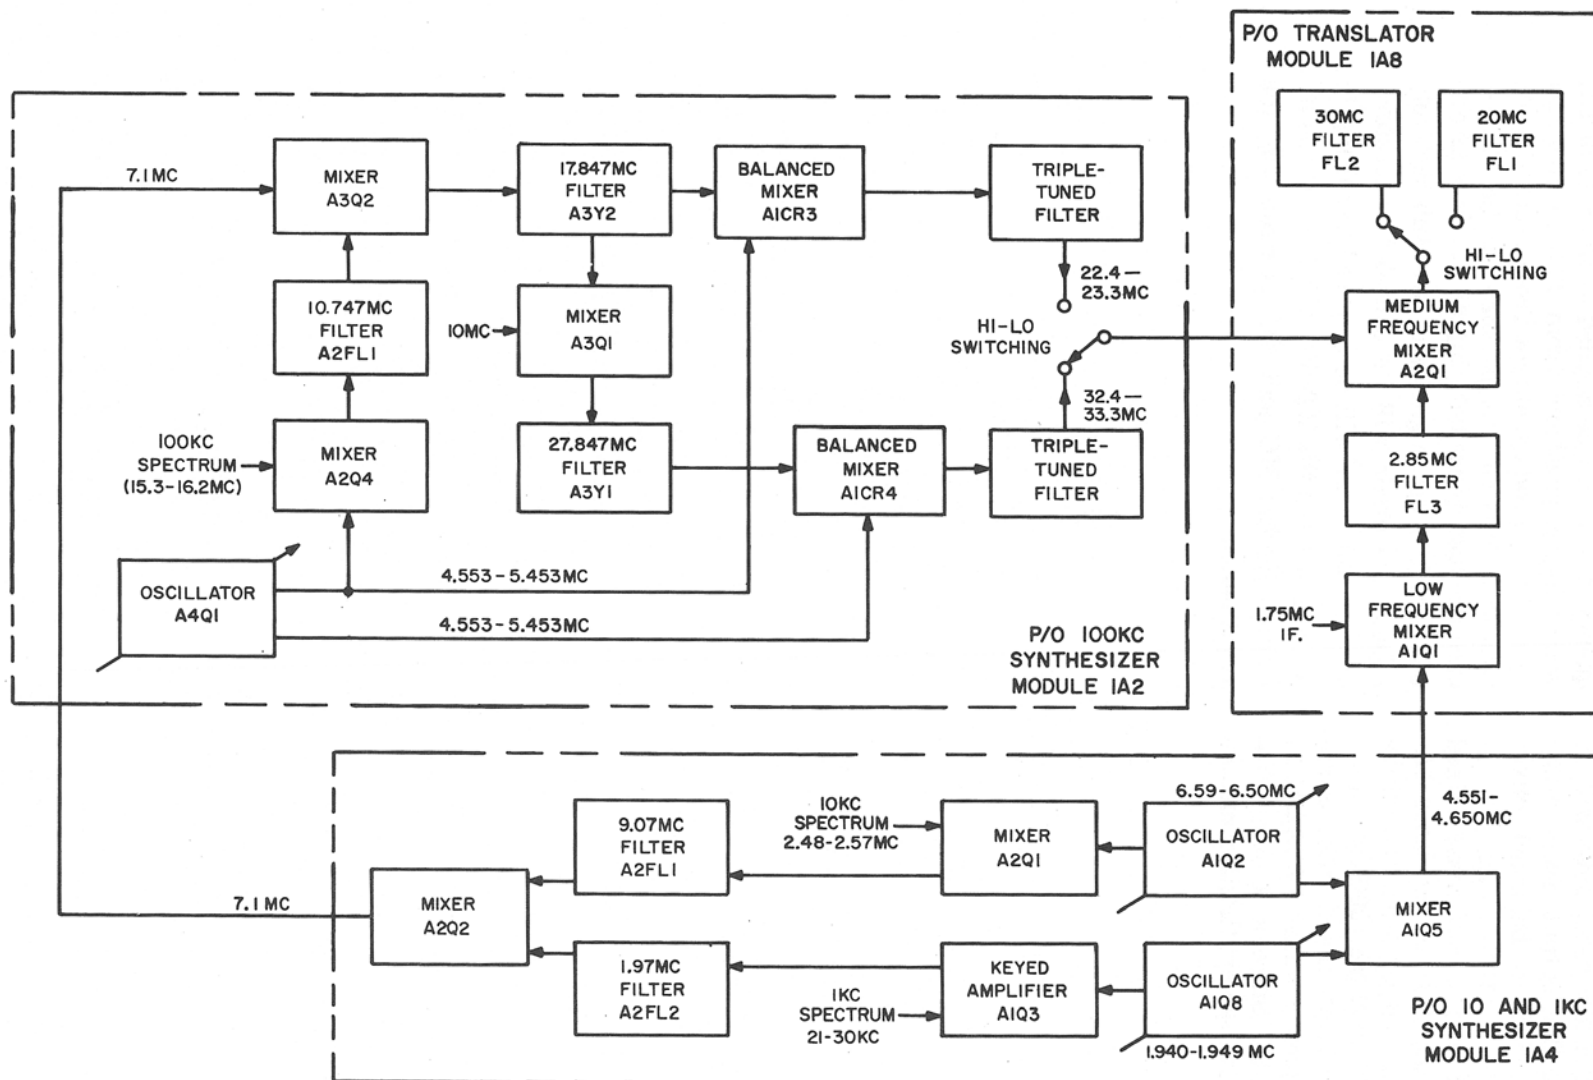 P/O TRANSLATOR
MODULE 1A8
30MC
FILTER
FL2
20MC
FILTER
FL1
HI-LO
SWITCHING
MEDIUM
FREQUENCY
MIXER
A2Q1
2.85MC
FILTER
FL3
LOW
FREQUENCY
MIXER
A1Q1
1.75MC
IF.
7.1MC
MIXER
A3Q2
17.847MC
FILTER
A3Y2
BALANCED
MIXER
A1CR3
TRIPLE-
TUNED
FILTER
22.4—
23.3MC
10.747MC
FILTER
A2FL1
10MC
MIXER
A3Q1
HI-LO
SWITCHING
32.4—
33.3MC
100KC
SPECTRUM
(15.3-16.2MC)
MIXER
A2Q4
27.847MC
FILTER
A3Y1
BALANCED
MIXER
A1CR4
TRIPLE-
TUNED
FILTER
OSCILLATOR
A4Q1
4.553-5.453MC
4.553-5.453MC
P/O 100KC
SYNTHESIZER
MODULE 1A2
7.1MC
MIXER
A2Q2
9.07MC
FILTER
A2FL1
10KC
SPECTRUM
2.48-2.57MC
MIXER
A2Q1
6.59-6.50MC
OSCILLATOR
A1Q2
4.551-
4.650MC
MIXER
A1Q5
1.97MC
FILTER
A2FL2
1KC
SPECTRUM
21-30KC
KEYED
AMPLIFIER
A1Q3
OSCILLATOR
A1Q8
1.940-1.949 MC
P/O 10 AND 1KC
SYNTHESIZER
MODULE 1A4